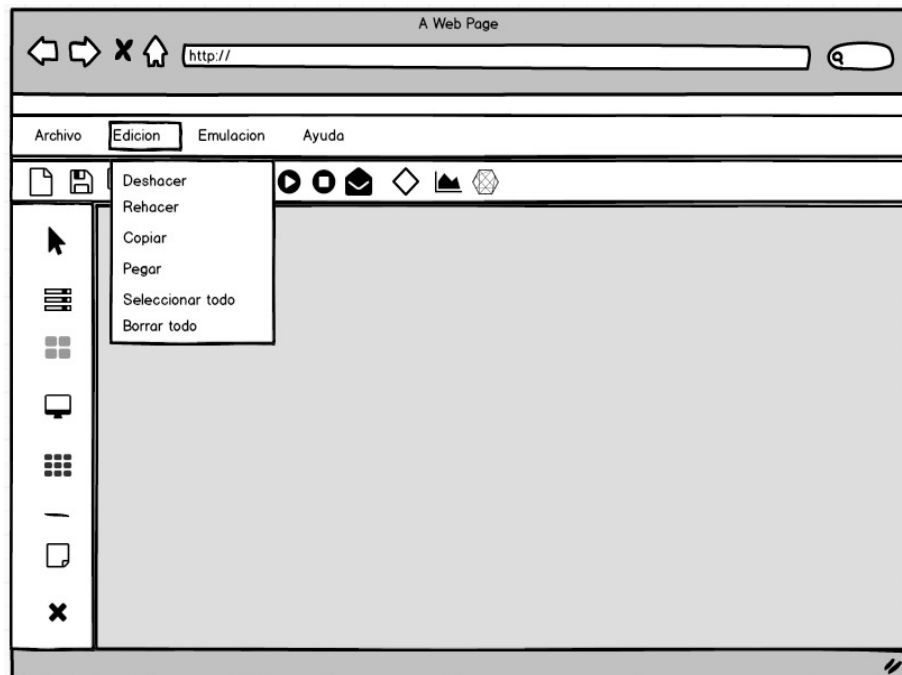 A Web Page
http://
Archivo Edicion Emulacion Ayuda
Deshacer
Rehacer
Copiar
Pegar
Seleccionar todo
Borrar todo